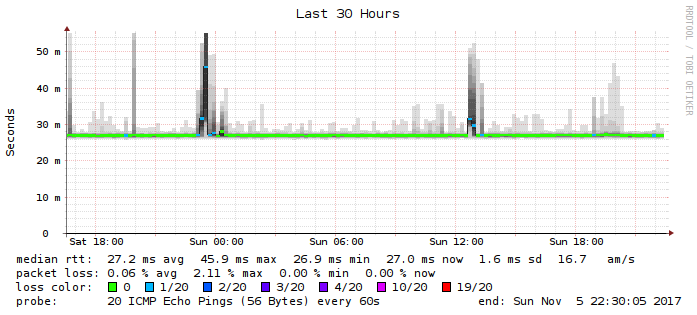 Last 30 Hours
RRDTOOL / TOBI OETIKER
Seconds
50 m
40 m
30 m
20 m
10 m
0
Sat 18:00 Sun 00:00 Sun 06:00 Sun 12:00 Sun 18:00
median rtt: 27.2 ms avg 45.9 ms max 26.9 ms min 27.0 ms now 1.6 ms sd 16.7 am/s
packet loss: 0.06 % avg 2.11 % max 0.00 % min 0.00 % now
loss color: 0 1/20 2/20 3/20 4/20 10/20 19/20
probe: 20 ICMP Echo Pings (56 Bytes) every 60s end: Sun Nov 5 22:30:05 2017